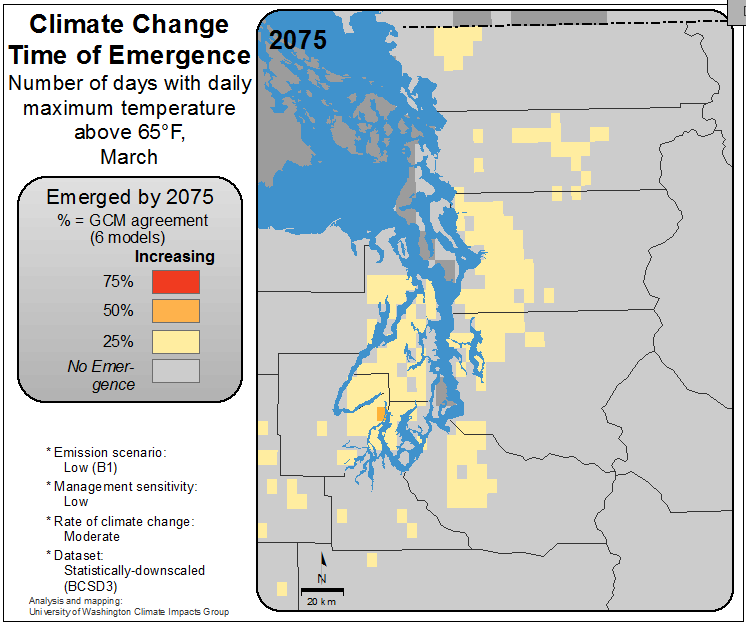 Climate Change
Time of Emergence
Number of days with daily
maximum temperature
above 65°F,
March
Emerged by 2075
% = GCM agreement
(6 models)
Increasing
75%
50%
25%
No Emer-
gence
* Emission scenario:
Low (B1)
* Management sensitivity:
Low
* Rate of climate change:
Moderate
* Dataset:
Statistically-downscaled
(BCSD3)
Analysis and mapping:
University of Washington Climate Impacts Group
2075
N
20 km